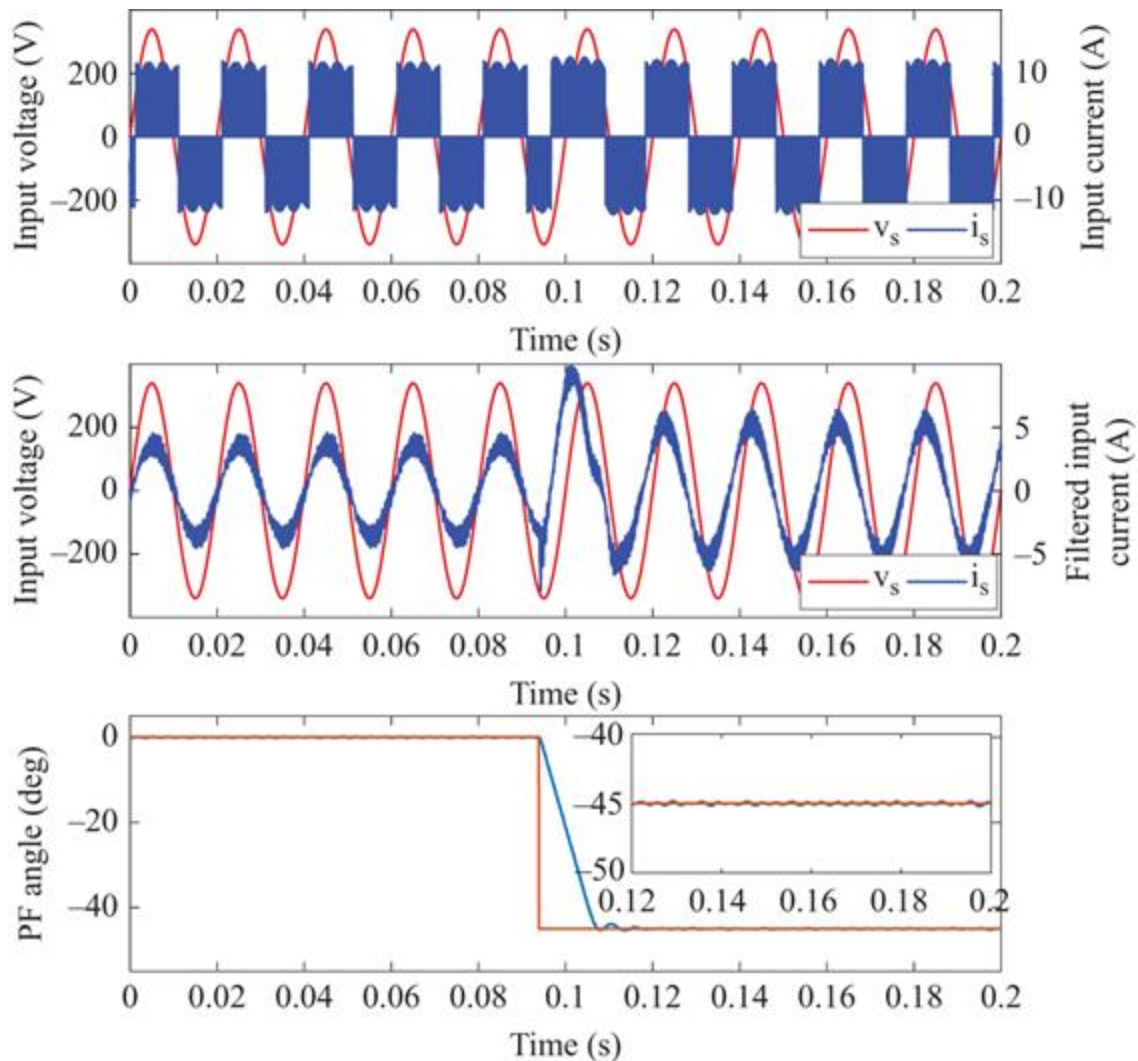 Input voltage (V)
200
0
−200
10
0
−10
Input current (A)
v_s i_s
0 0.02 0.04 0.06 0.08 0.1 0.12 0.14 0.16 0.18 0.2
Time (s)
Input voltage (V)
200
0
−200
5
0
−5
Filtered input
current (A)
v_s i_s
0 0.02 0.04 0.06 0.08 0.1 0.12 0.14 0.16 0.18 0.2
Time (s)
PF angle (deg)
0
−20
−40
−40
−45
−50
0.12 0.14 0.16 0.18 0.2
0 0.02 0.04 0.06 0.08 0.1 0.12 0.14 0.16 0.18 0.2
Time (s)